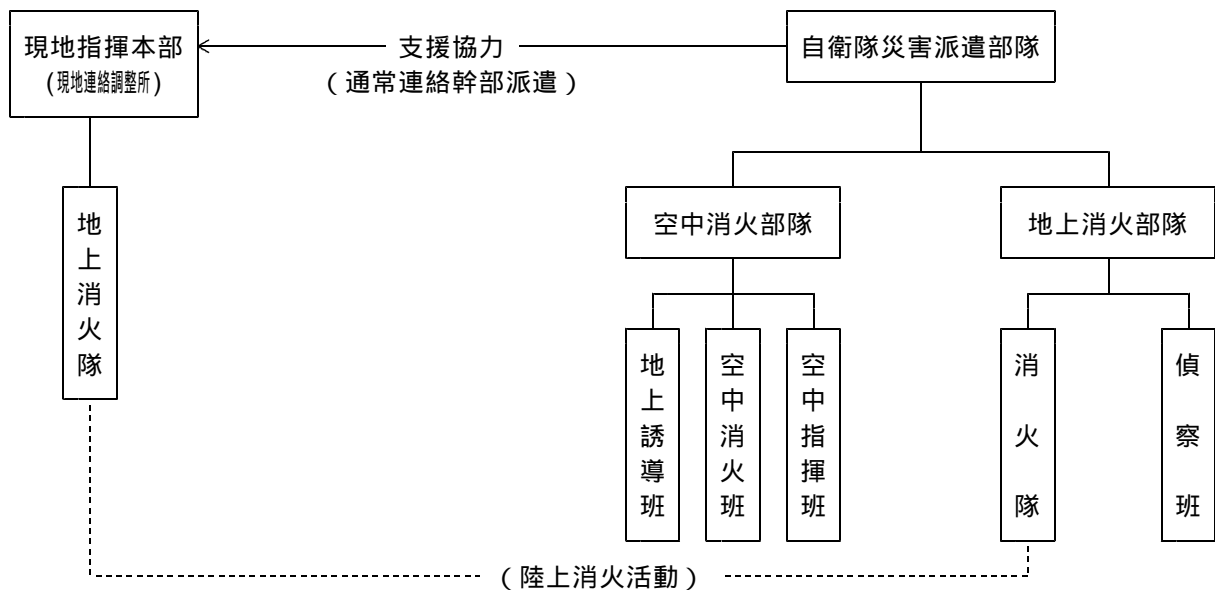 現地指揮本部
(現地連絡調整所)
支援協力
(通常連絡幹部派遣)
自衛隊災害派遣部隊
地上消火隊
空中消火部隊
地上消火部隊
地上誘導班
空中消火班
空中指揮班
消火隊
偵察班
(陸上消火活動)